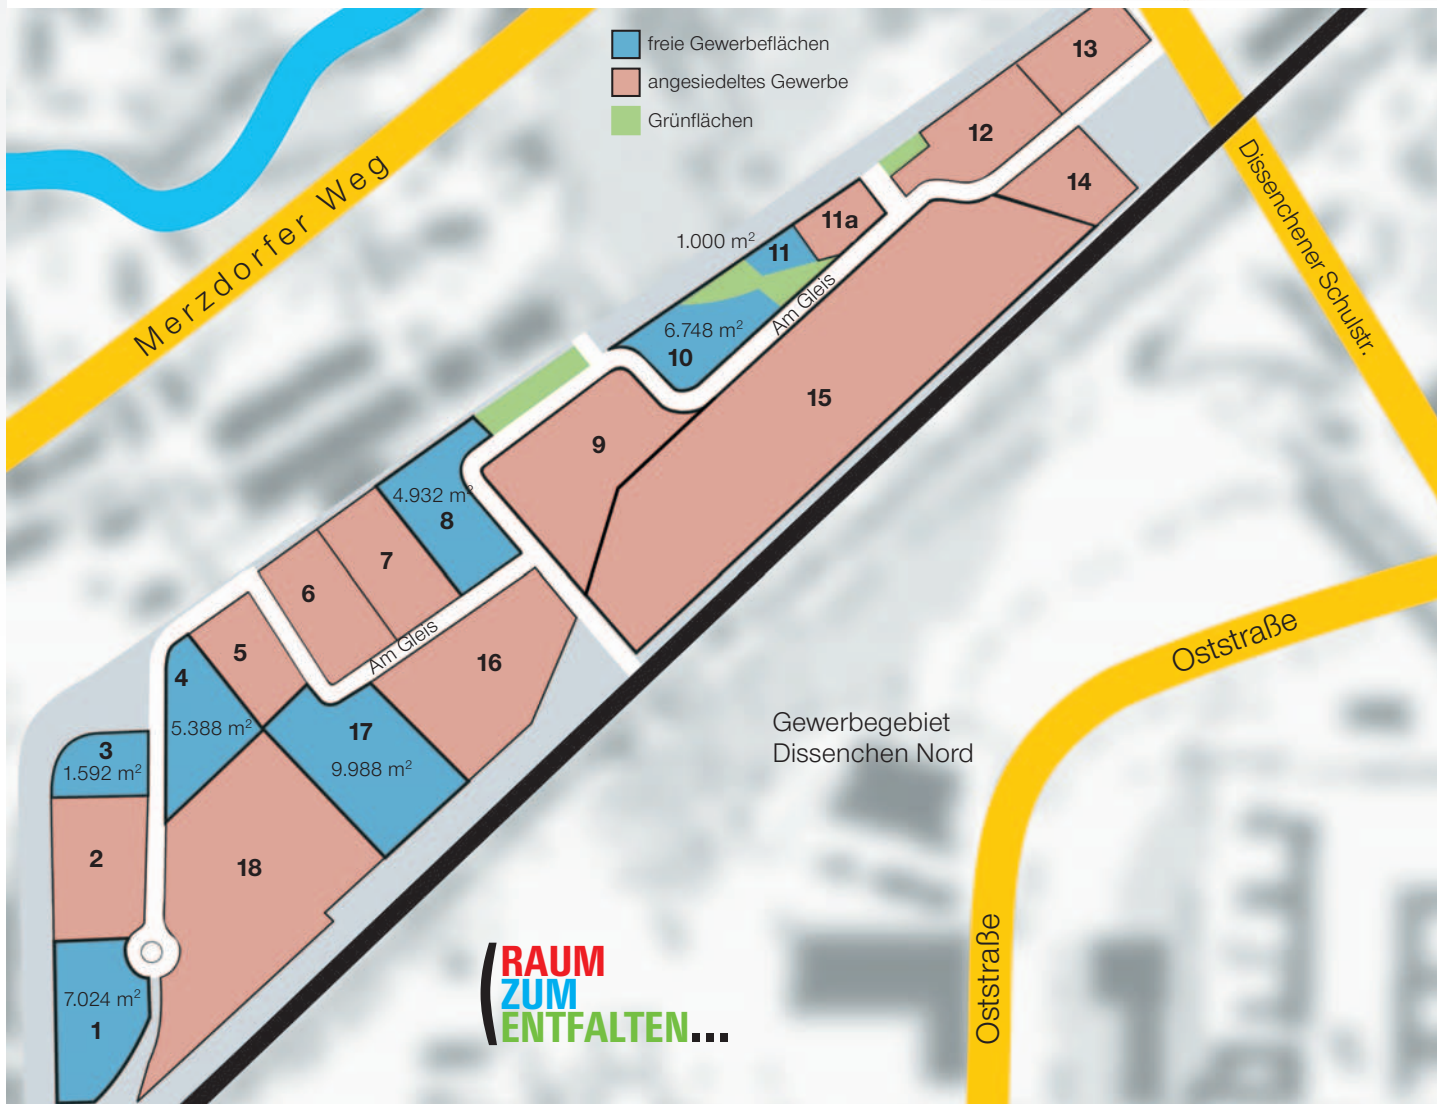 freie Gewerbeflächen
angesiedeltes Gewerbe
Grünflächen
13
12
14
Merzdorfer Weg
Dissenchener Schulstr.
11a
1.000 m²
11
Am Gleis
6.748 m²
10
15
9
4.932 m²
8
7
6
Am Gleis
5
16
4
5.388 m²
17
9.988 m²
3
1.592 m²
2
18
7.024 m²
1
Gewerbegebiet
Dissenchen Nord
Oststraße
Oststraße
(RAUM
ZUM
ENTFALTEN...